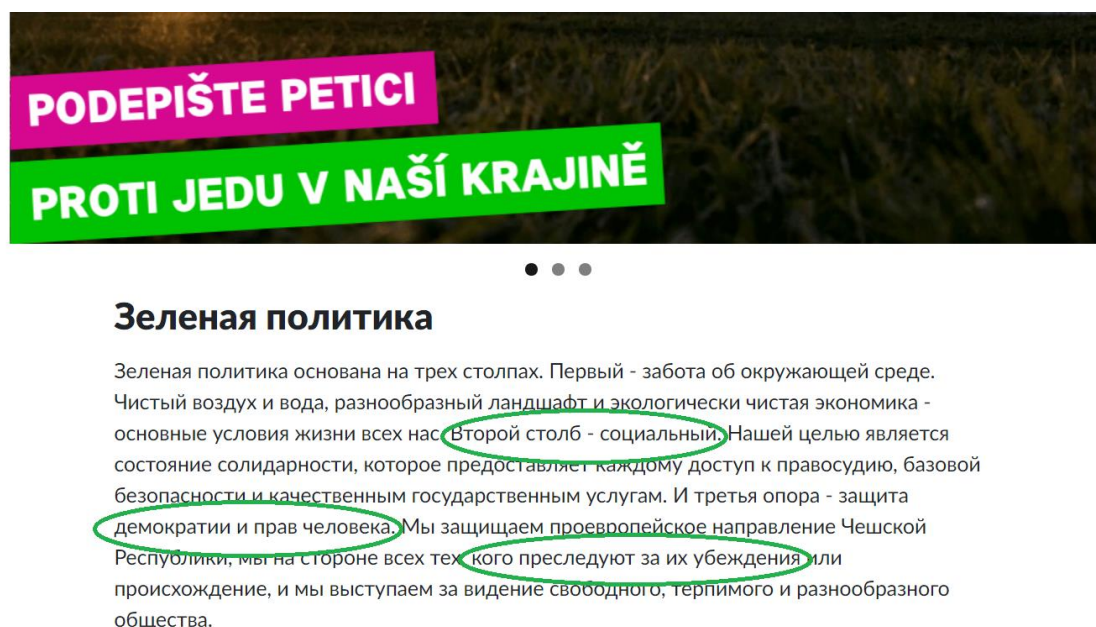 PODEPIŠTE PETICI
PROTI JEDU V NAŠÍ KRAJINĚ
Зеленая политика
Зеленая политика основана на трех столпах. Первый - забота об окружающей среде.
Чистый воздух и вода, разнообразный ландшафт и экологически чистая экономика -
основные условия жизни всех нас. Второй столб - социальный. Нашей целью является
состояние солидарности, которое предоставляет каждому доступ к правосудию, базовой
безопасности и качественным государственным услугам. И третья опора - защита
демократии и прав человека. Мы защищаем проевропейское направление Чешской
Республики, мы на стороне всех тех, кого преследуют за их убеждения или
происхождение, и мы выступаем за видение свободного, терпимого и разнообразного
общества.